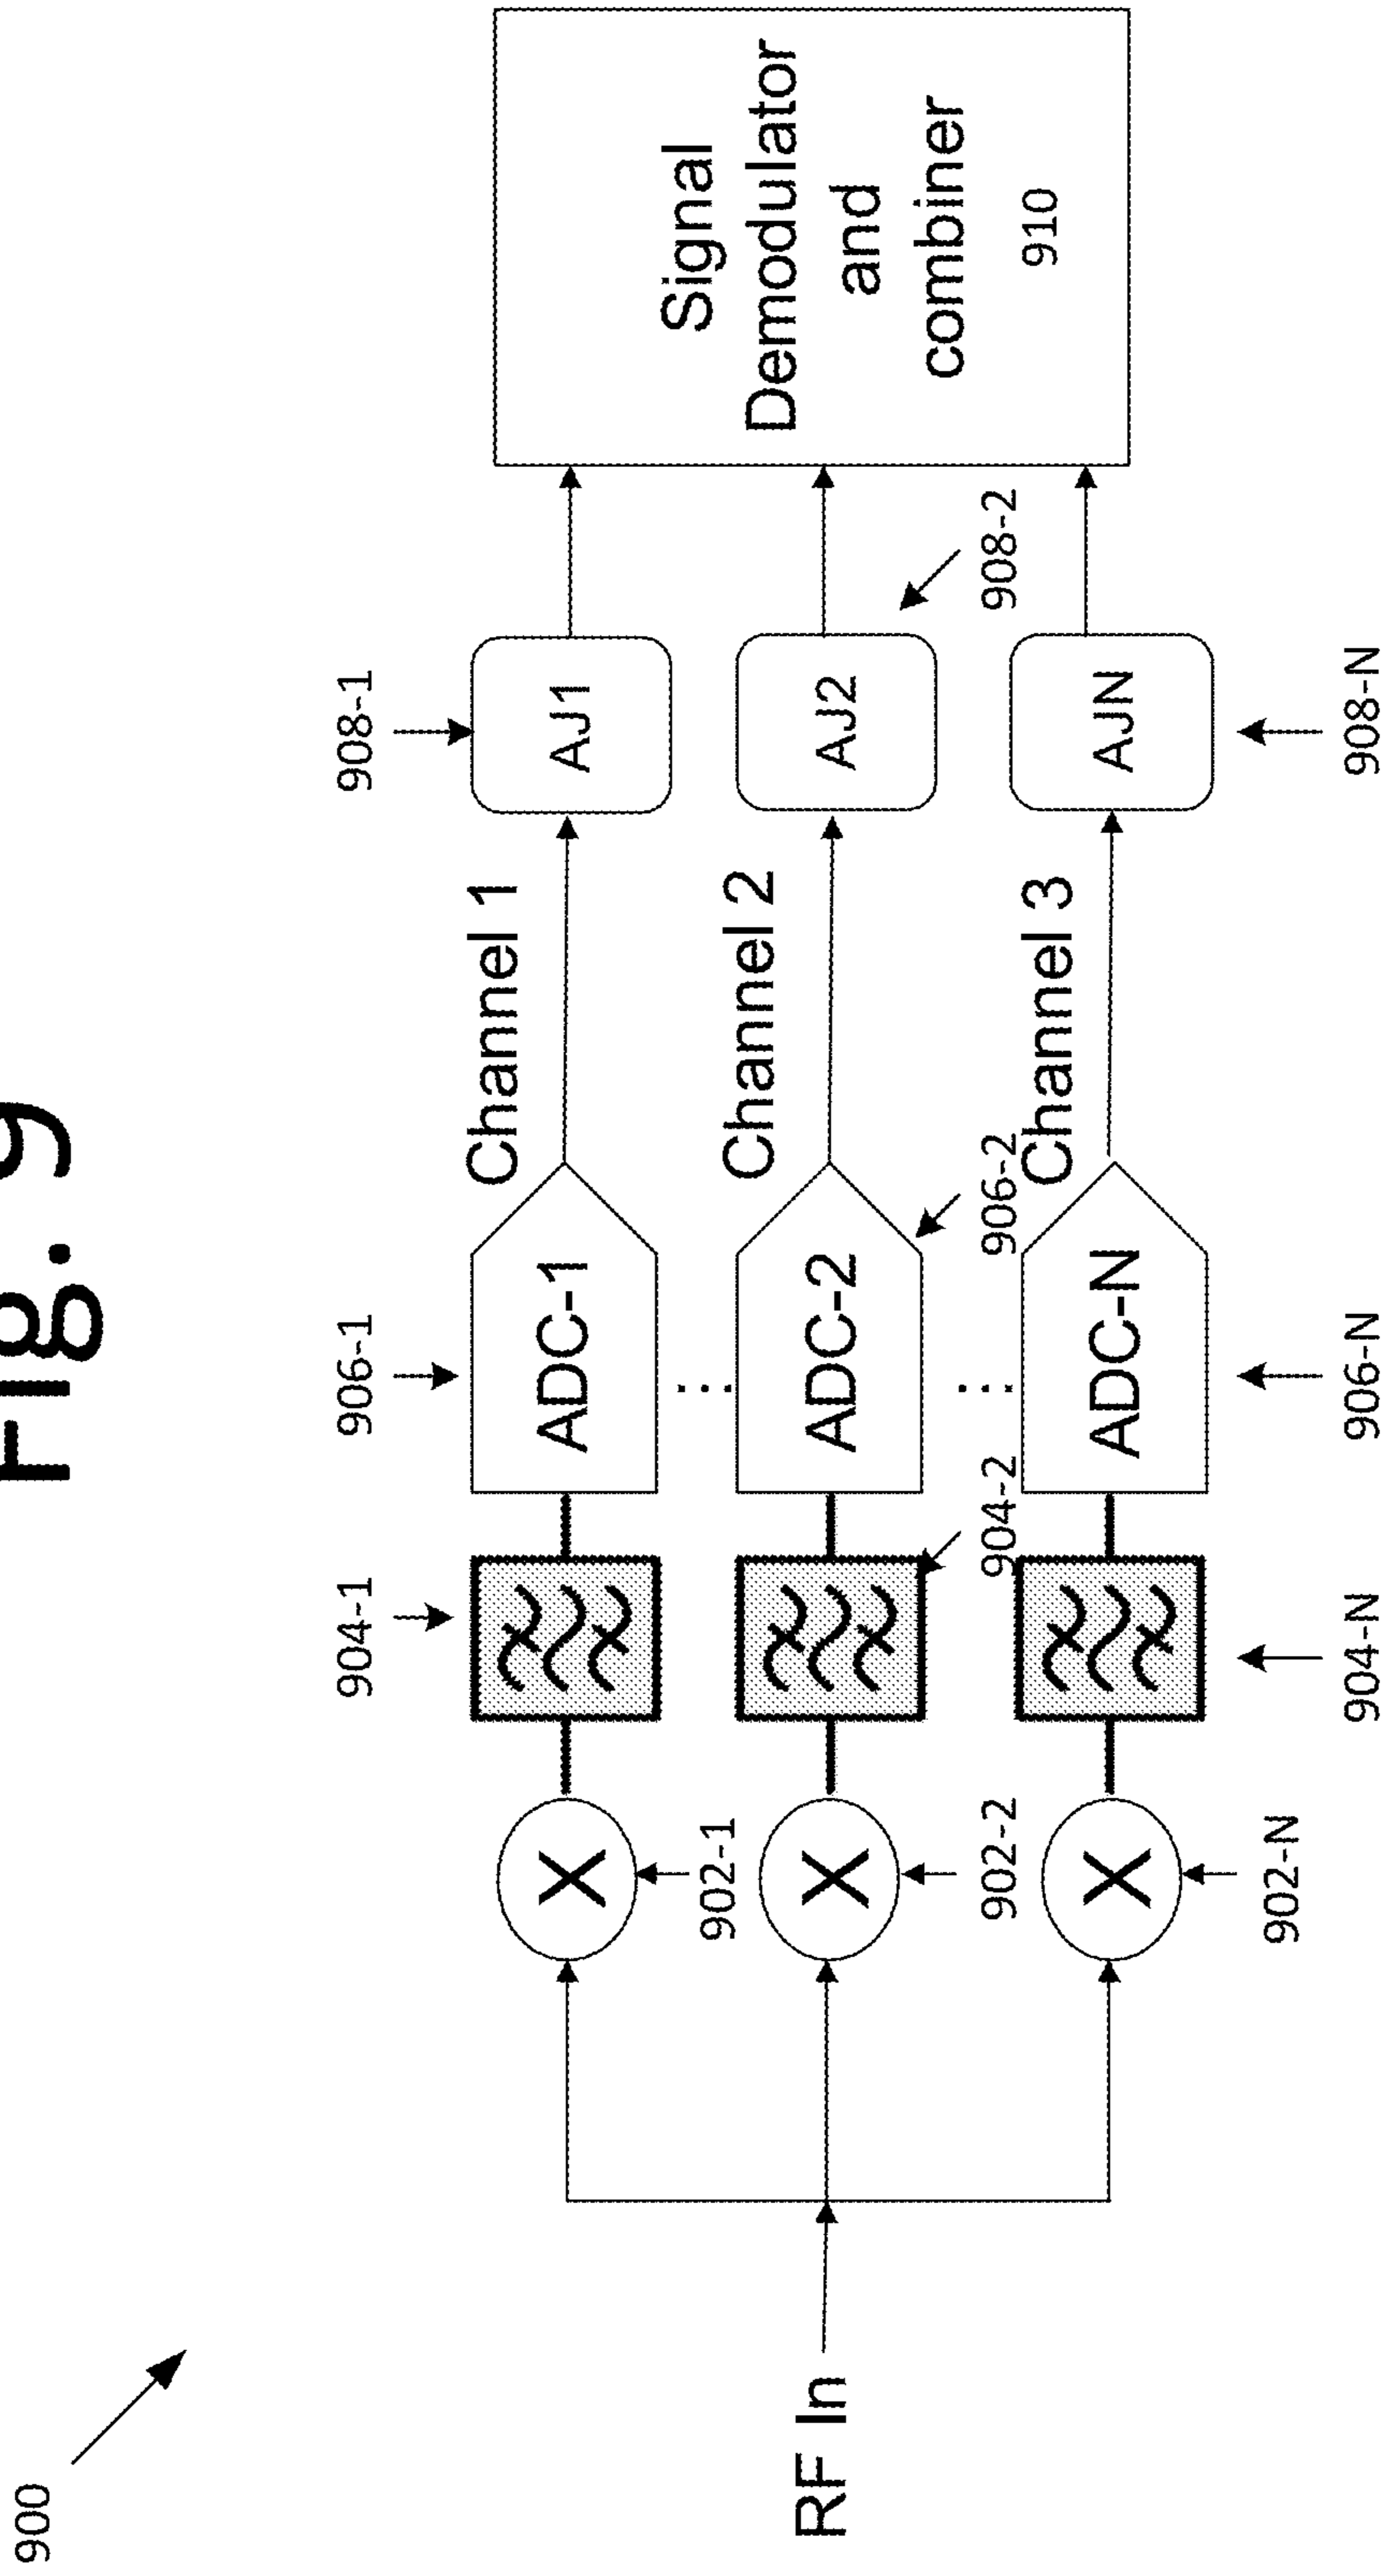 Fig. 9
900
908-1
906-1
904-1
Signal
Demodulator
and
combiner
910
AJ1
Channel 1
ADC-1
X
902-1
AJ2
Channel 2
ADC-2
X
RF In
908-2
906-2
904-2
902-2
AJN
Channel 3
ADC-N
X
902-N
908-N
906-N
904-N